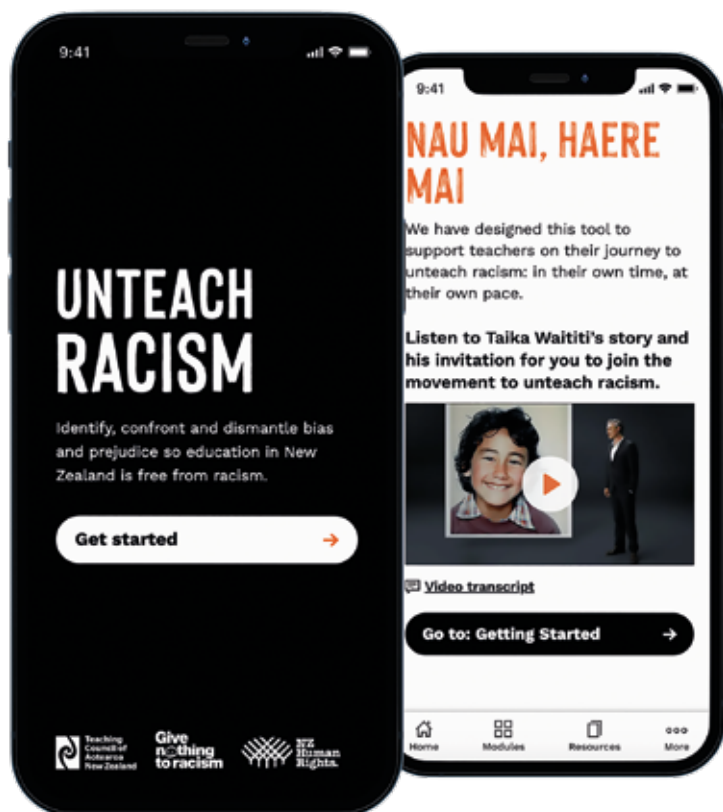 9:41
UNTEACH
RACISM
Identify, confront and dismantle bias
and prejudice so education in New
Zealand is free from racism.
Get started
Teaching
Council of
Aotearoa
New Zealand
Give
nothing
to racism
NZ
Human
Rights.
9:41
NAU MAI, HAERE
MAI
We have designed this tool to
support teachers on their journey to
unteach racism: in their own time, at
their own pace.
Listen to Taika Waititi's story and
his invitation for you to join the
movement to unteach racism.
Video transcript
Go to: Getting Started
Home
Modules
Resources
More